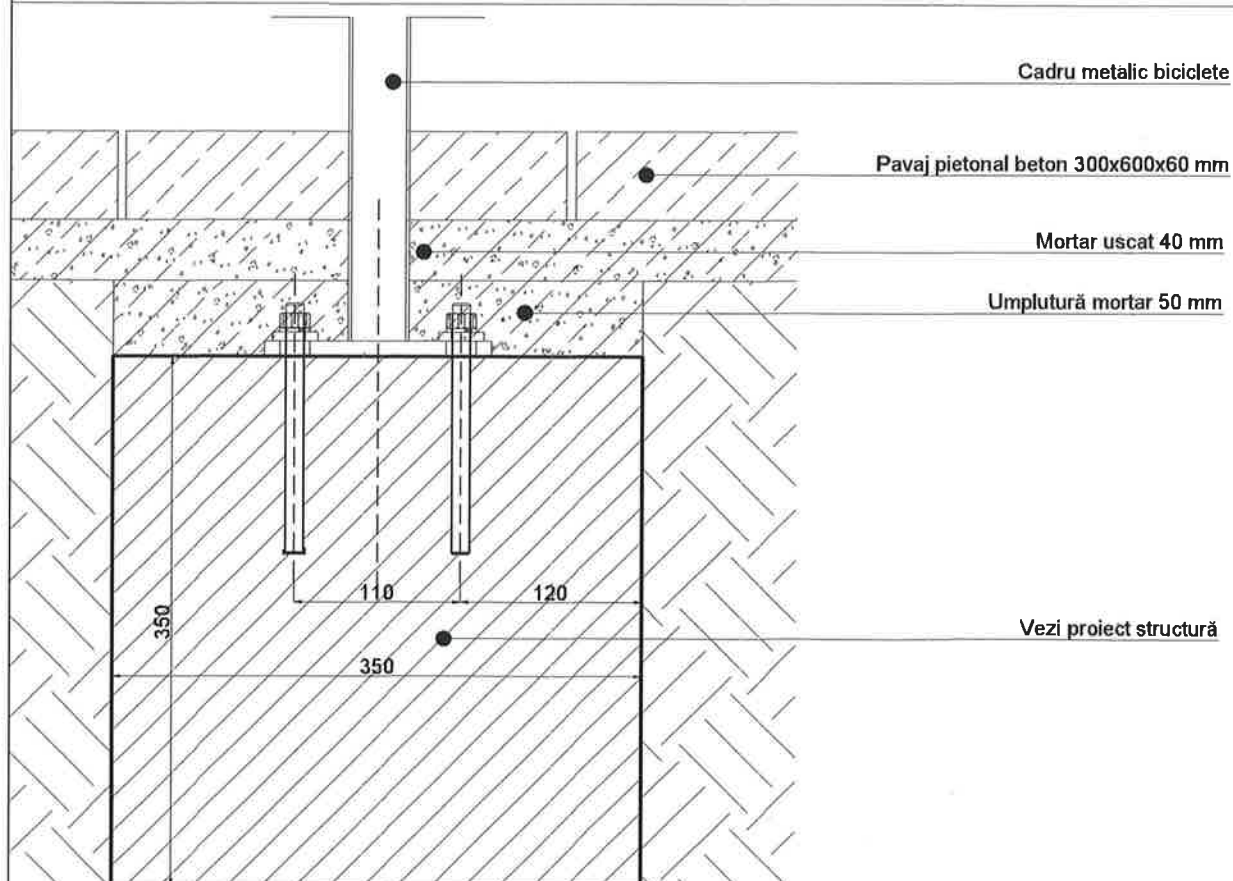 Cadru metalic biciclete
Pavaj pietonal beton 300x600x60 mm
Mortar uscat 40 mm
Umplutură mortar 50 mm
110
120
350
Vezi proiect structură
350